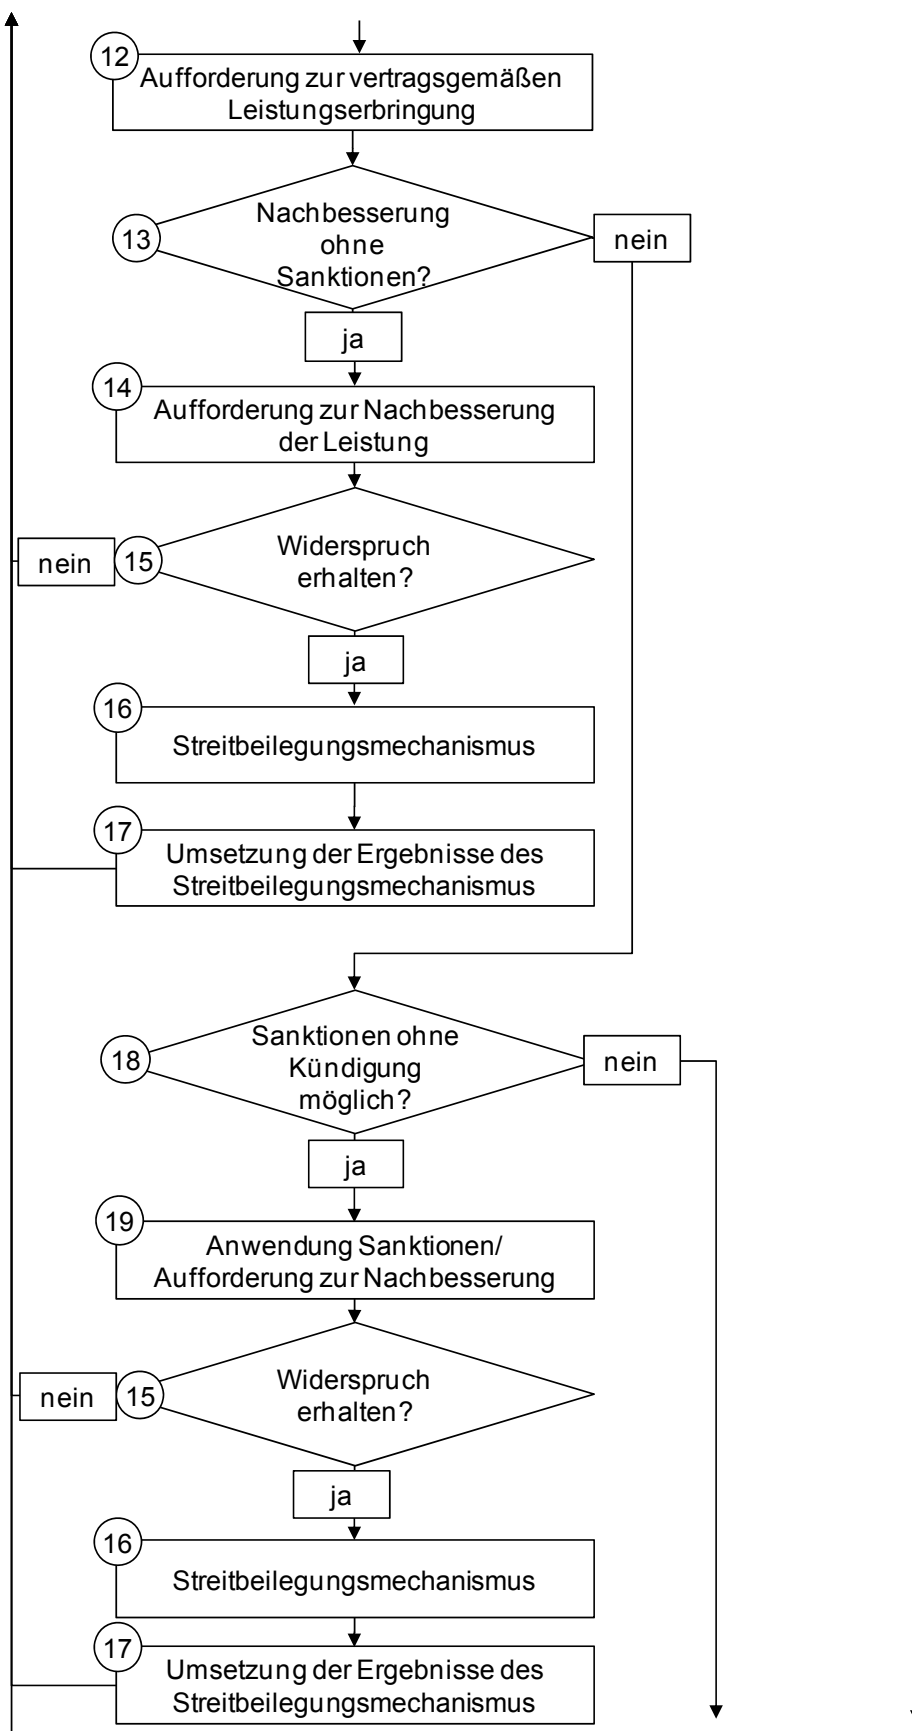 12
Aufforderung zur vertragsgemäßen
Leistungserbringung
13
Nachbesserung
ohne
Sanktionen?
nein
ja
14
Aufforderung zur Nachbesserung
der Leistung
nein
15
Widerspruch
erhalten?
ja
16
Streitbeilegungsmechanismus
17
Umsetzung der Ergebnisse des
Streitbeilegungsmechanismus
18
Sanktionen ohne
Kündigung
möglich?
nein
ja
19
Anwendung Sanktionen/
Aufforderung zur Nachbesserung
nein
15
Widerspruch
erhalten?
ja
16
Streitbeilegungsmechanismus
17
Umsetzung der Ergebnisse des
Streitbeilegungsmechanismus